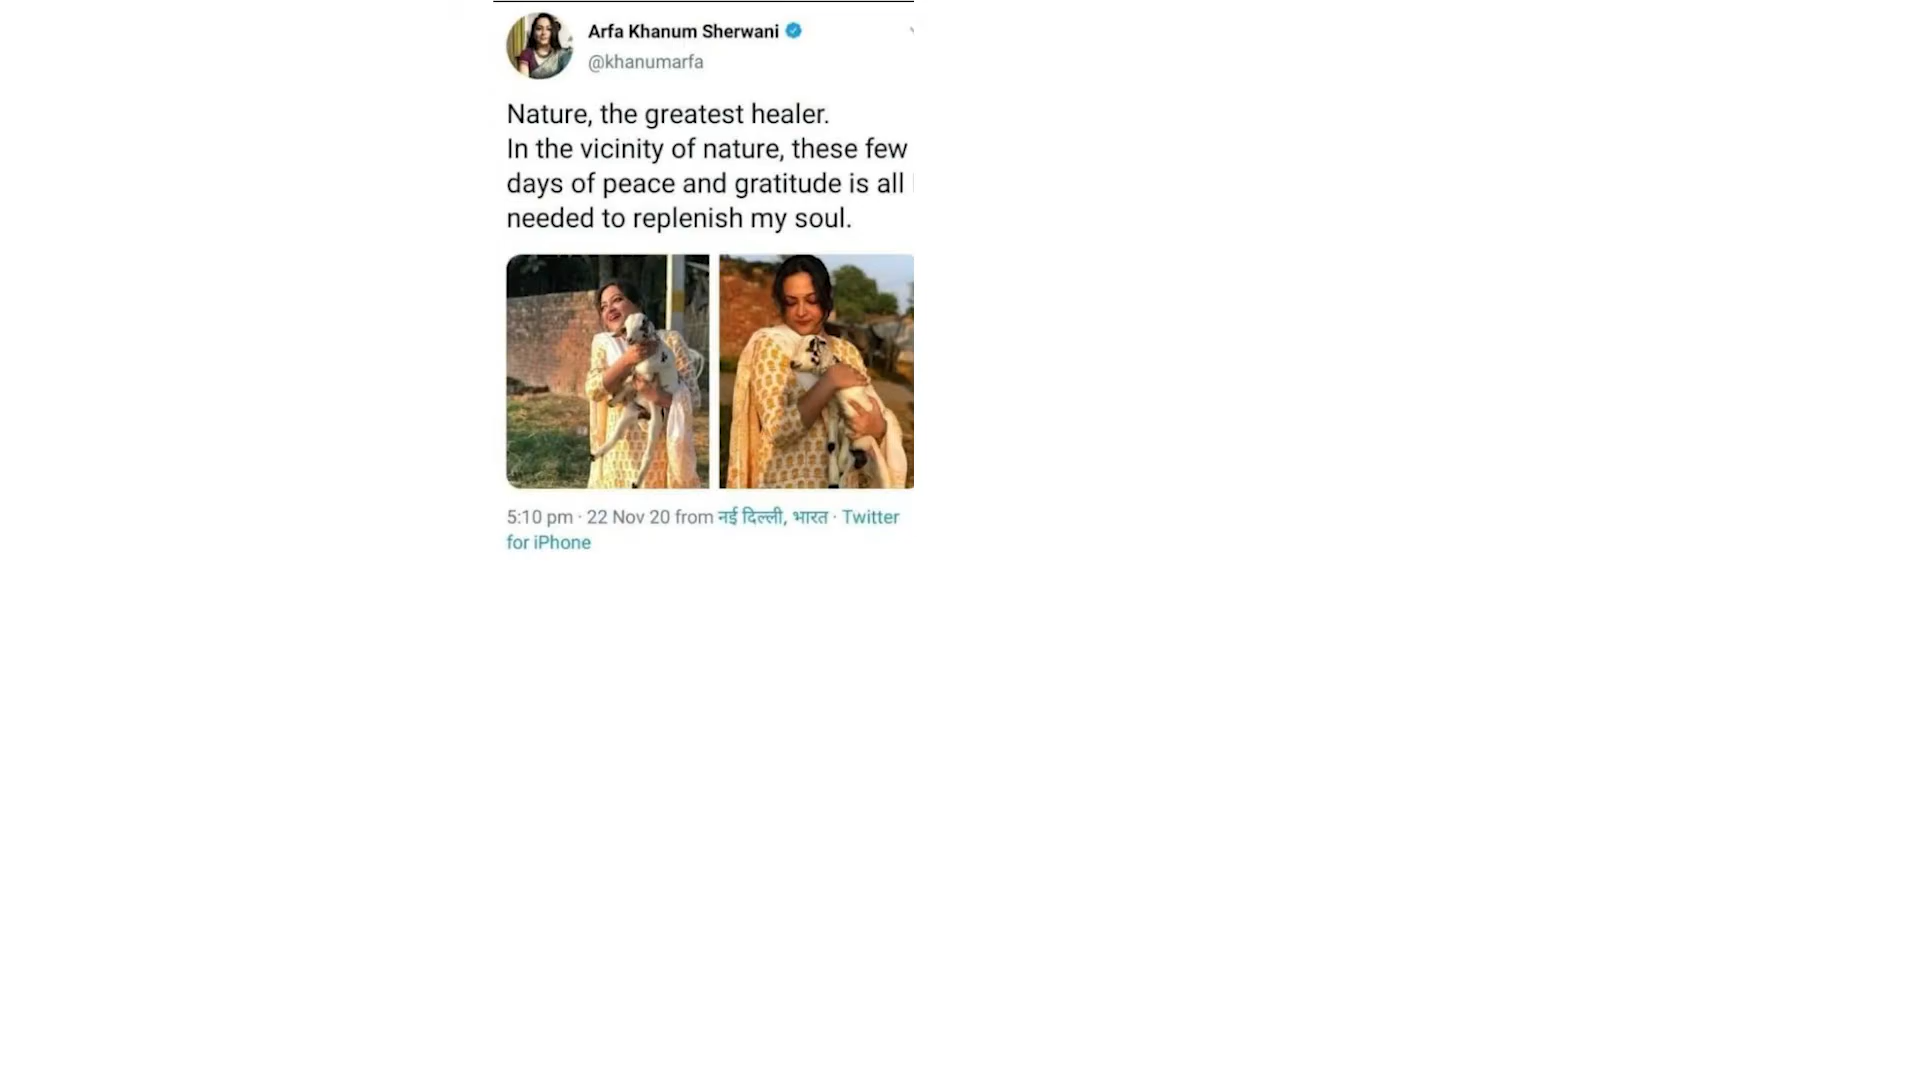 Arfa Khanum Sherwani
@khanumarfa
Nature, the greatest healer.
In the vicinity of nature, these few
days of peace and gratitude is all
needed to replenish my soul.
5:10 pm · 22 Nov 20 from नई दिल्ली, भारत · Twitter
for iPhone